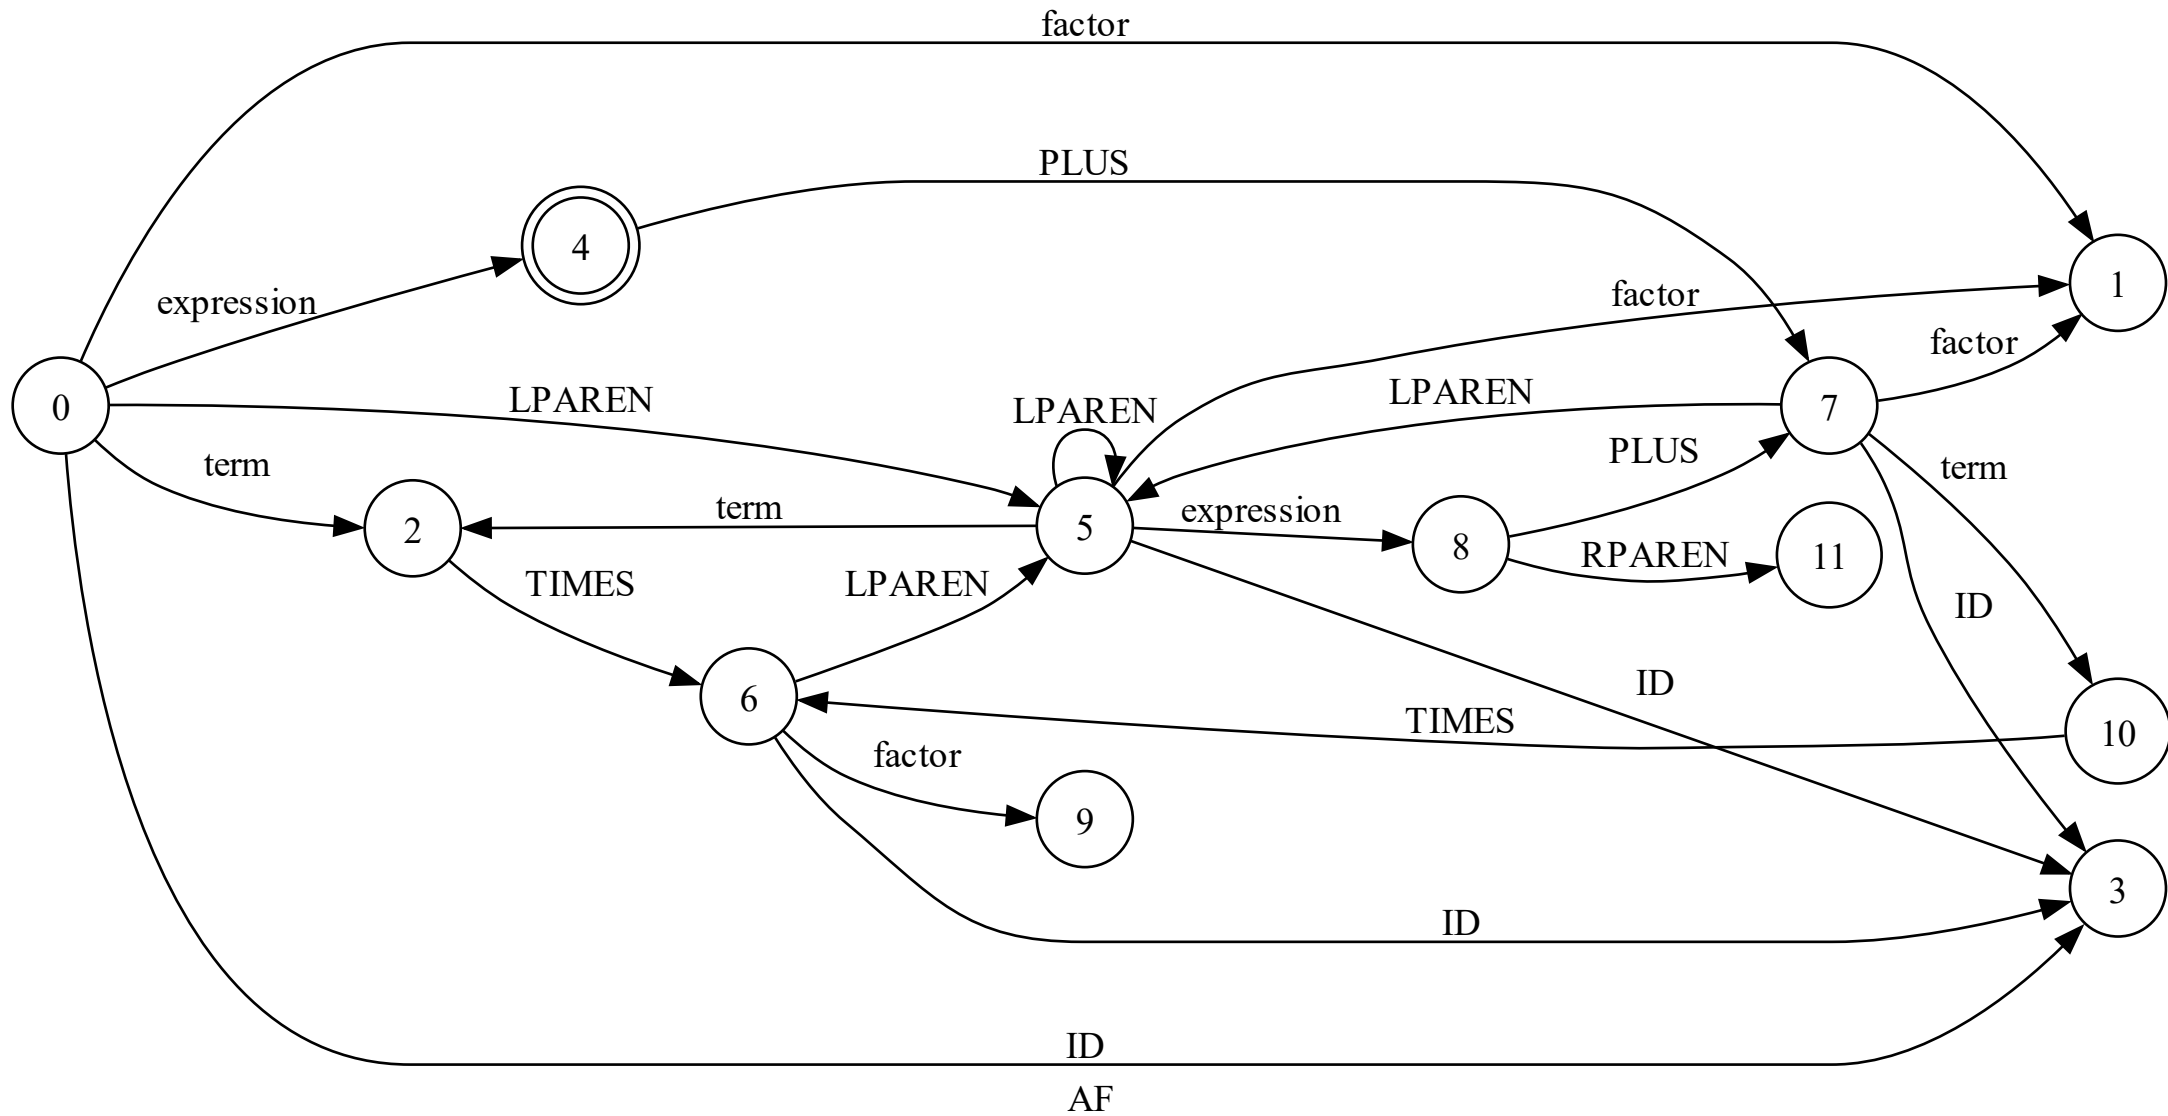 factor
PLUS
4
expression
factor
1
factor
0
LPAREN
LPAREN
LPAREN
7
PLUS
term
term
2
term
5
expression
8
RPAREN
11
TIMES
LPAREN
ID
6
ID
TIMES
10
factor
9
3
ID
ID
AF